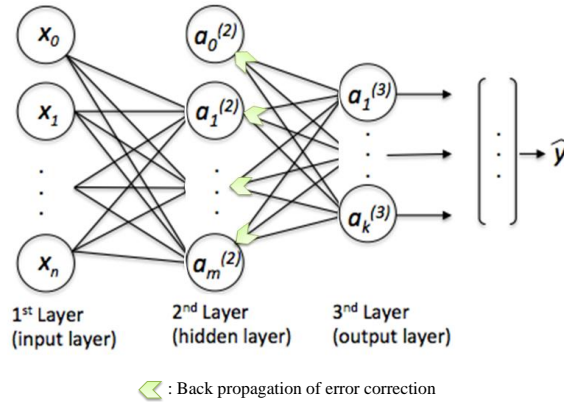 x₀ a₀⁽²⁾
x₁ a₁⁽²⁾ a₁⁽³⁾
ŷ
xₙ aₘ⁽²⁾ aₖ⁽³⁾
1ˢᵗ Layer
(input layer)
2ⁿᵈ Layer
(hidden layer)
3ⁿᵈ Layer
(output layer)
: Back propagation of error correction